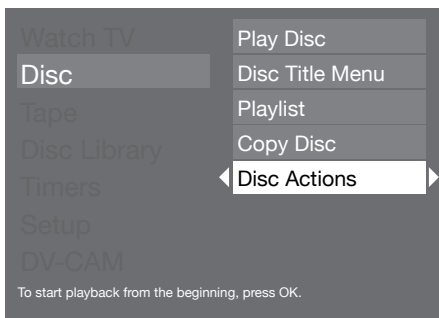 Watch TV
Disc
Tape
Disc Library
Timers
Setup
DV-CAM
Play Disc
Disc Title Menu
Playlist
Copy Disc
Disc Actions
To start playback from the beginning, press OK.